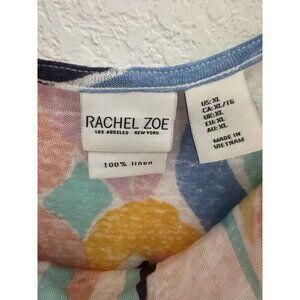 RACHEL ZOE
LOS ANGELES · NEW YORK
100% linen
US: XL
CA: XL/TG
UK: XL
EU: XL
AU: XL
MADE IN
VIETNAM